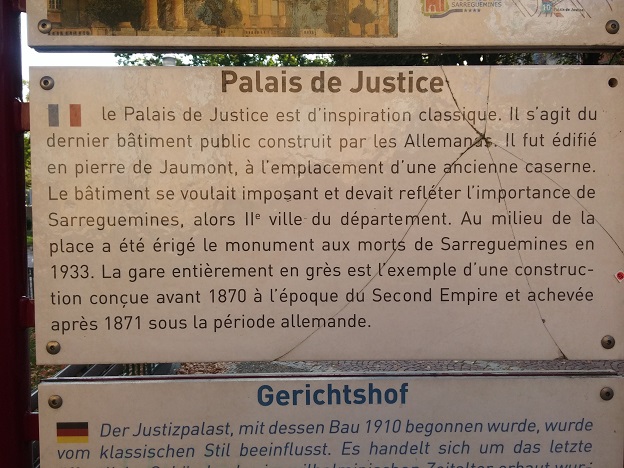 SARREGUEMINES
Palais de Justice
le Palais de Justice est d'inspiration classique. Il s'agit du
dernier bâtiment public construit par les Allemands. Il fut édifié
en pierre de Jaumont, à l'emplacement d'une ancienne caserne.
Le bâtiment se voulait imposant et devait refléter l'importance de
Sarreguemines, alors IIᵉ ville du département. Au milieu de la
place a été érigé le monument aux morts de Sarreguemines en
1933. La gare entièrement en grès est l'exemple d'une construc-
tion conçue avant 1870 à l'époque du Second Empire et achevée
après 1871 sous la période allemande.
Gerichtshof
Der Justizpalast, mit dessen Bau 1910 begonnen wurde, wurde
vom klassischen Stil beeinflusst. Es handelt sich um das letzte